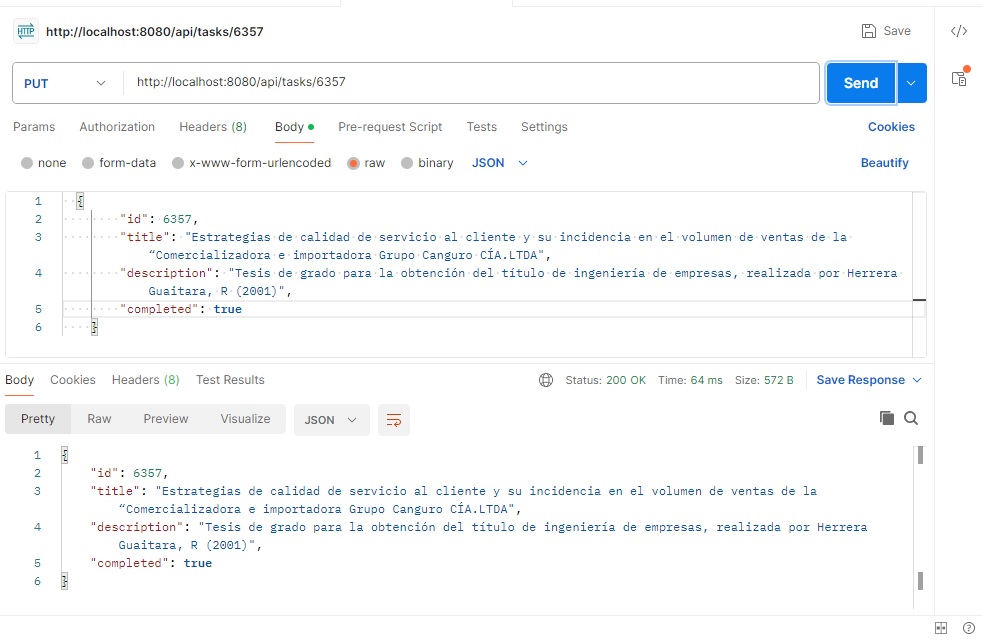 HTTP http://localhost:8080/api/tasks/6357 Save
PUT http://localhost:8080/api/tasks/6357 Send
Params Authorization Headers (8) Body Pre-request Script Tests Settings Cookies
none form-data x-www-form-urlencoded raw binary JSON Beautify
1 {
2 "id": 6357,
3 "title": "Estrategias de calidad de servicio al cliente y su incidencia en el volumen de ventas de la
“Comercializadora e importadora Grupo Canguro CÍA.LTDA",
4 "description": "Tesis de grado para la obtención del título de ingeniería de empresas, realizada por Herrera
Guaitara, R (2001)",
5 "completed": true
6 }
Body Cookies Headers (8) Test Results Status: 200 OK Time: 64 ms Size: 572 B Save Response
Pretty Raw Preview Visualize JSON
1 {
2 "id": 6357,
3 "title": "Estrategias de calidad de servicio al cliente y su incidencia en el volumen de ventas de la
“Comercializadora e importadora Grupo Canguro CÍA.LTDA",
4 "description": "Tesis de grado para la obtención del título de ingeniería de empresas, realizada por Herrera
Guaitara, R (2001)",
5 "completed": true
6 }